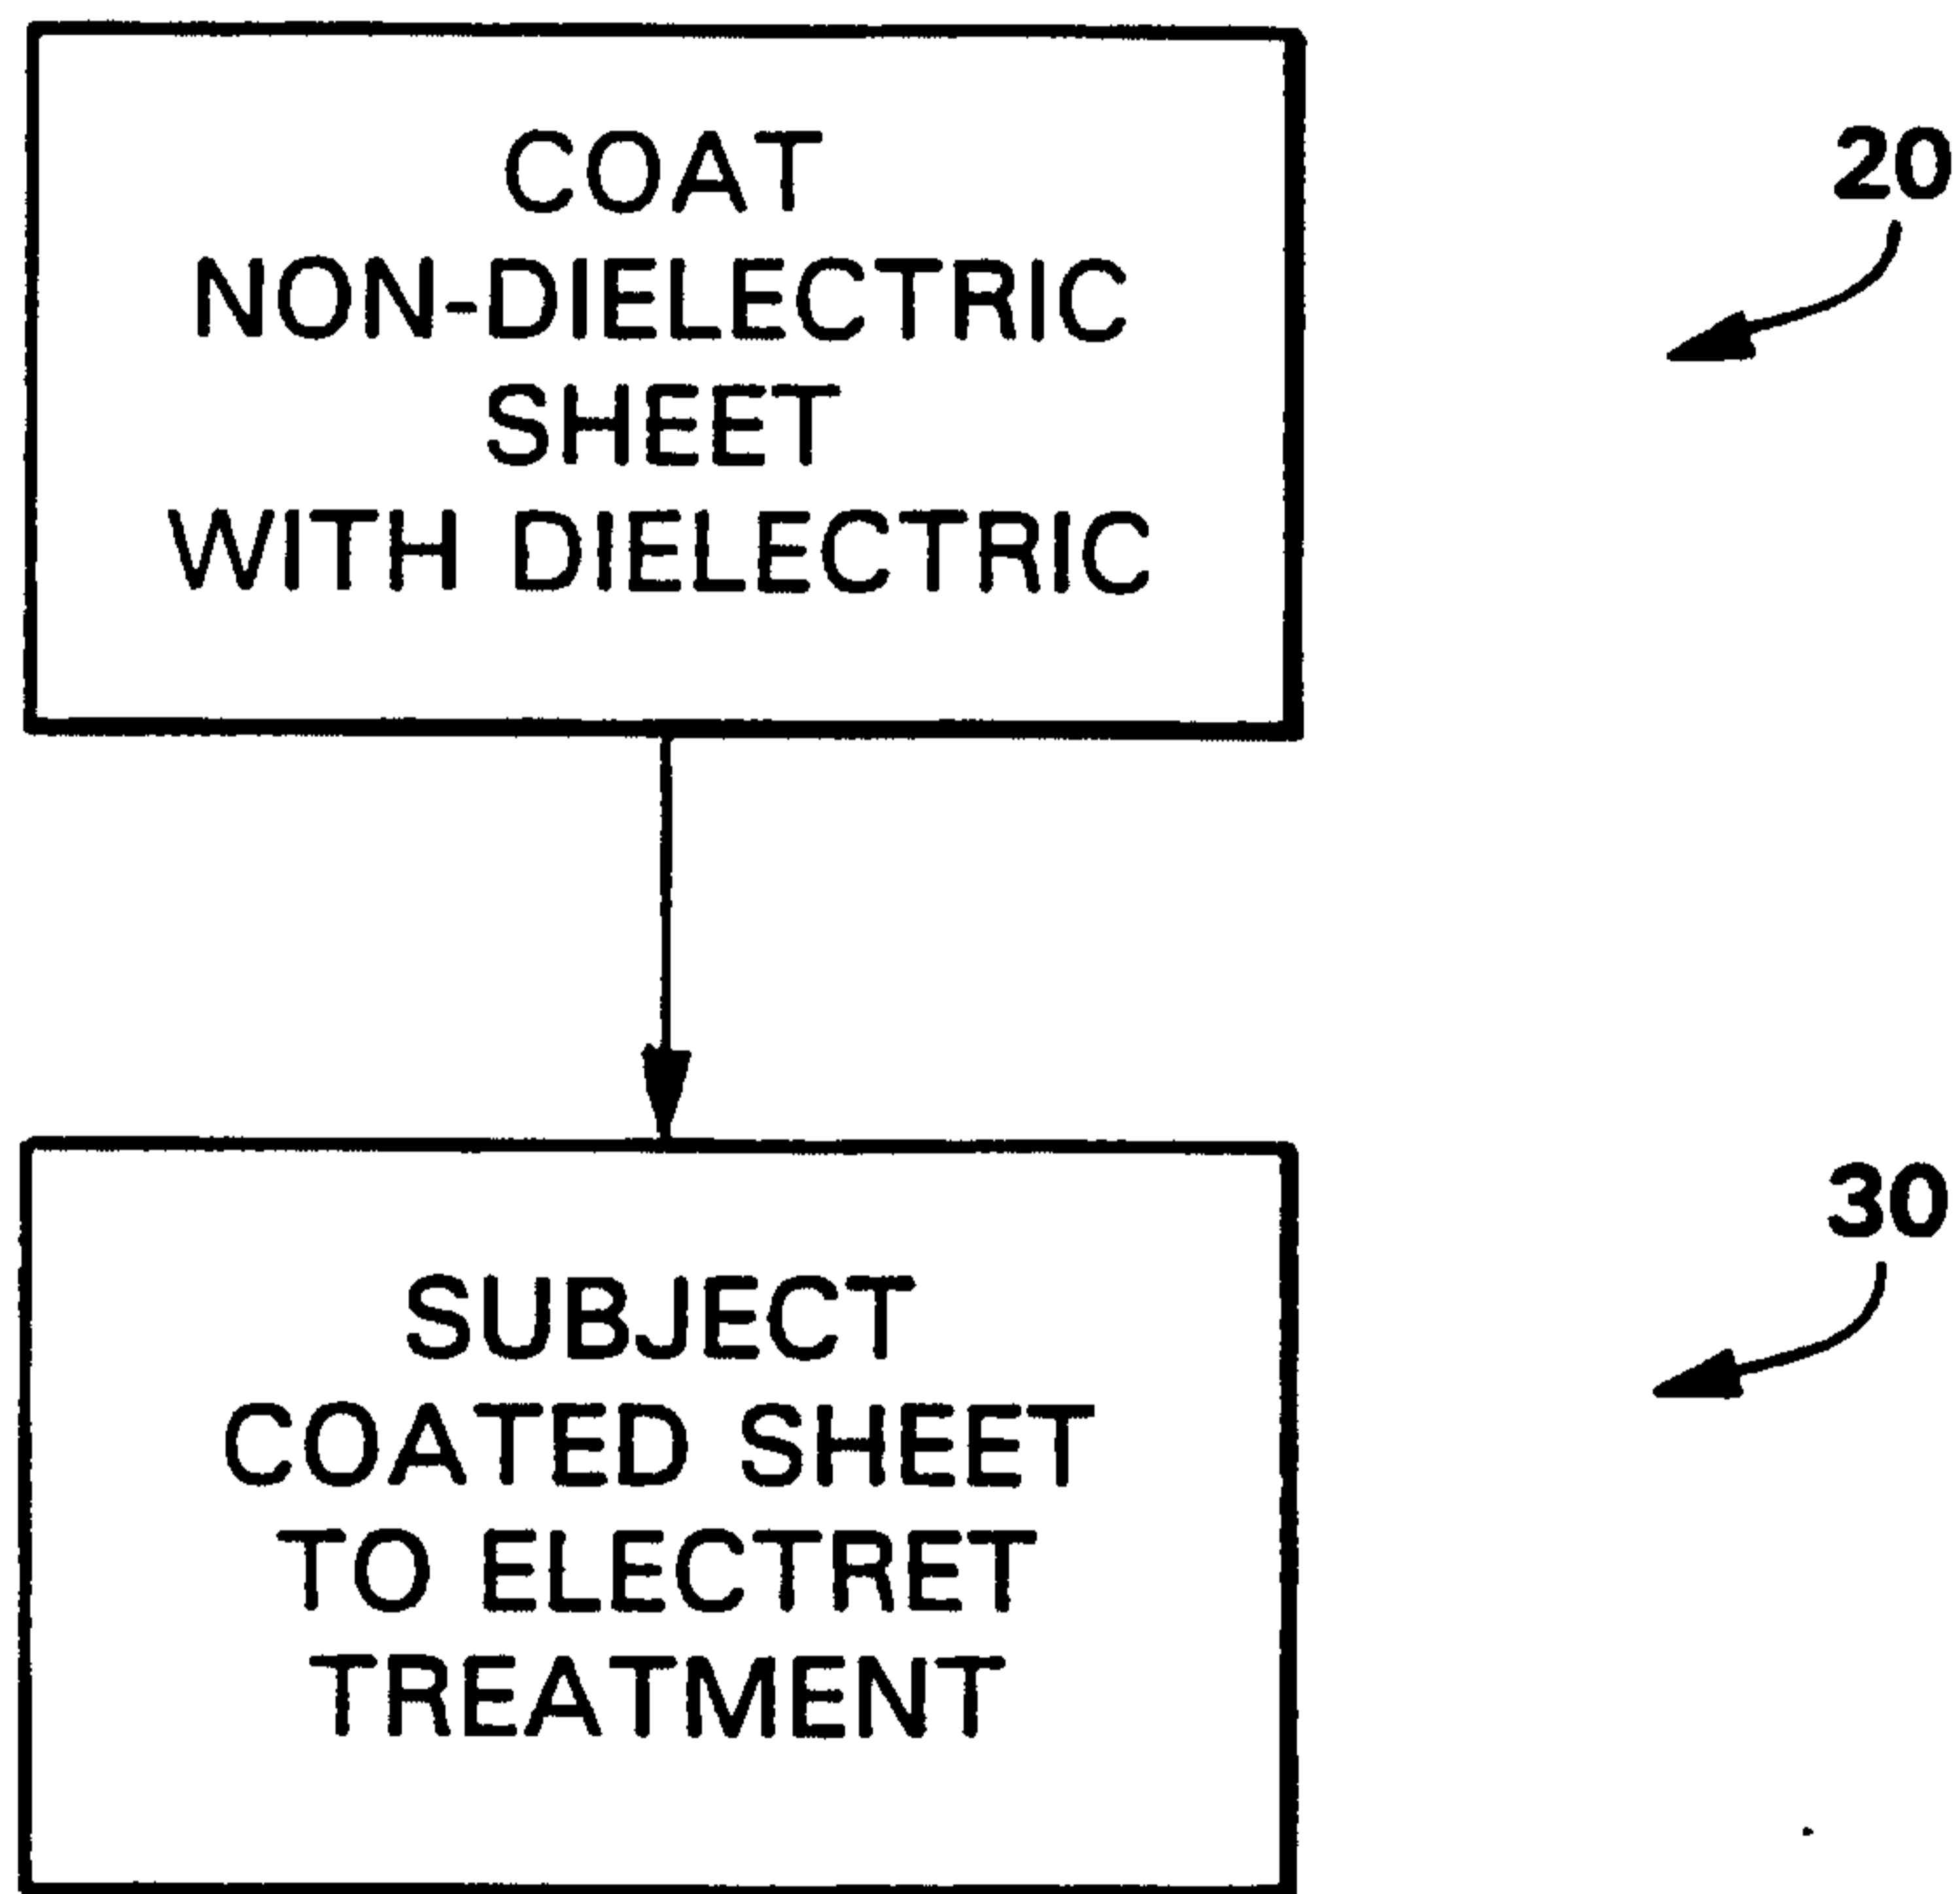 COAT
NON-DIELECTRIC
SHEET
WITH DIELECTRIC
20
SUBJECT
COATED SHEET
TO ELECTRET
TREATMENT
30